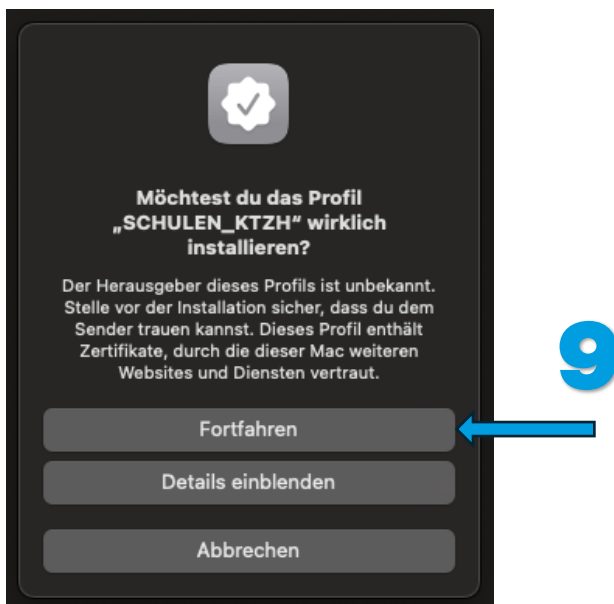 Möchtest du das Profil
„SCHULEN_KTZH“ wirklich
installieren?
Der Herausgeber dieses Profils ist unbekannt.
Stelle vor der Installation sicher, dass du dem
Sender trauen kannst. Dieses Profil enthält
Zertifikate, durch die dieser Mac weiteren
Websites und Diensten vertraut.
9
Fortfahren
Details einblenden
Abbrechen